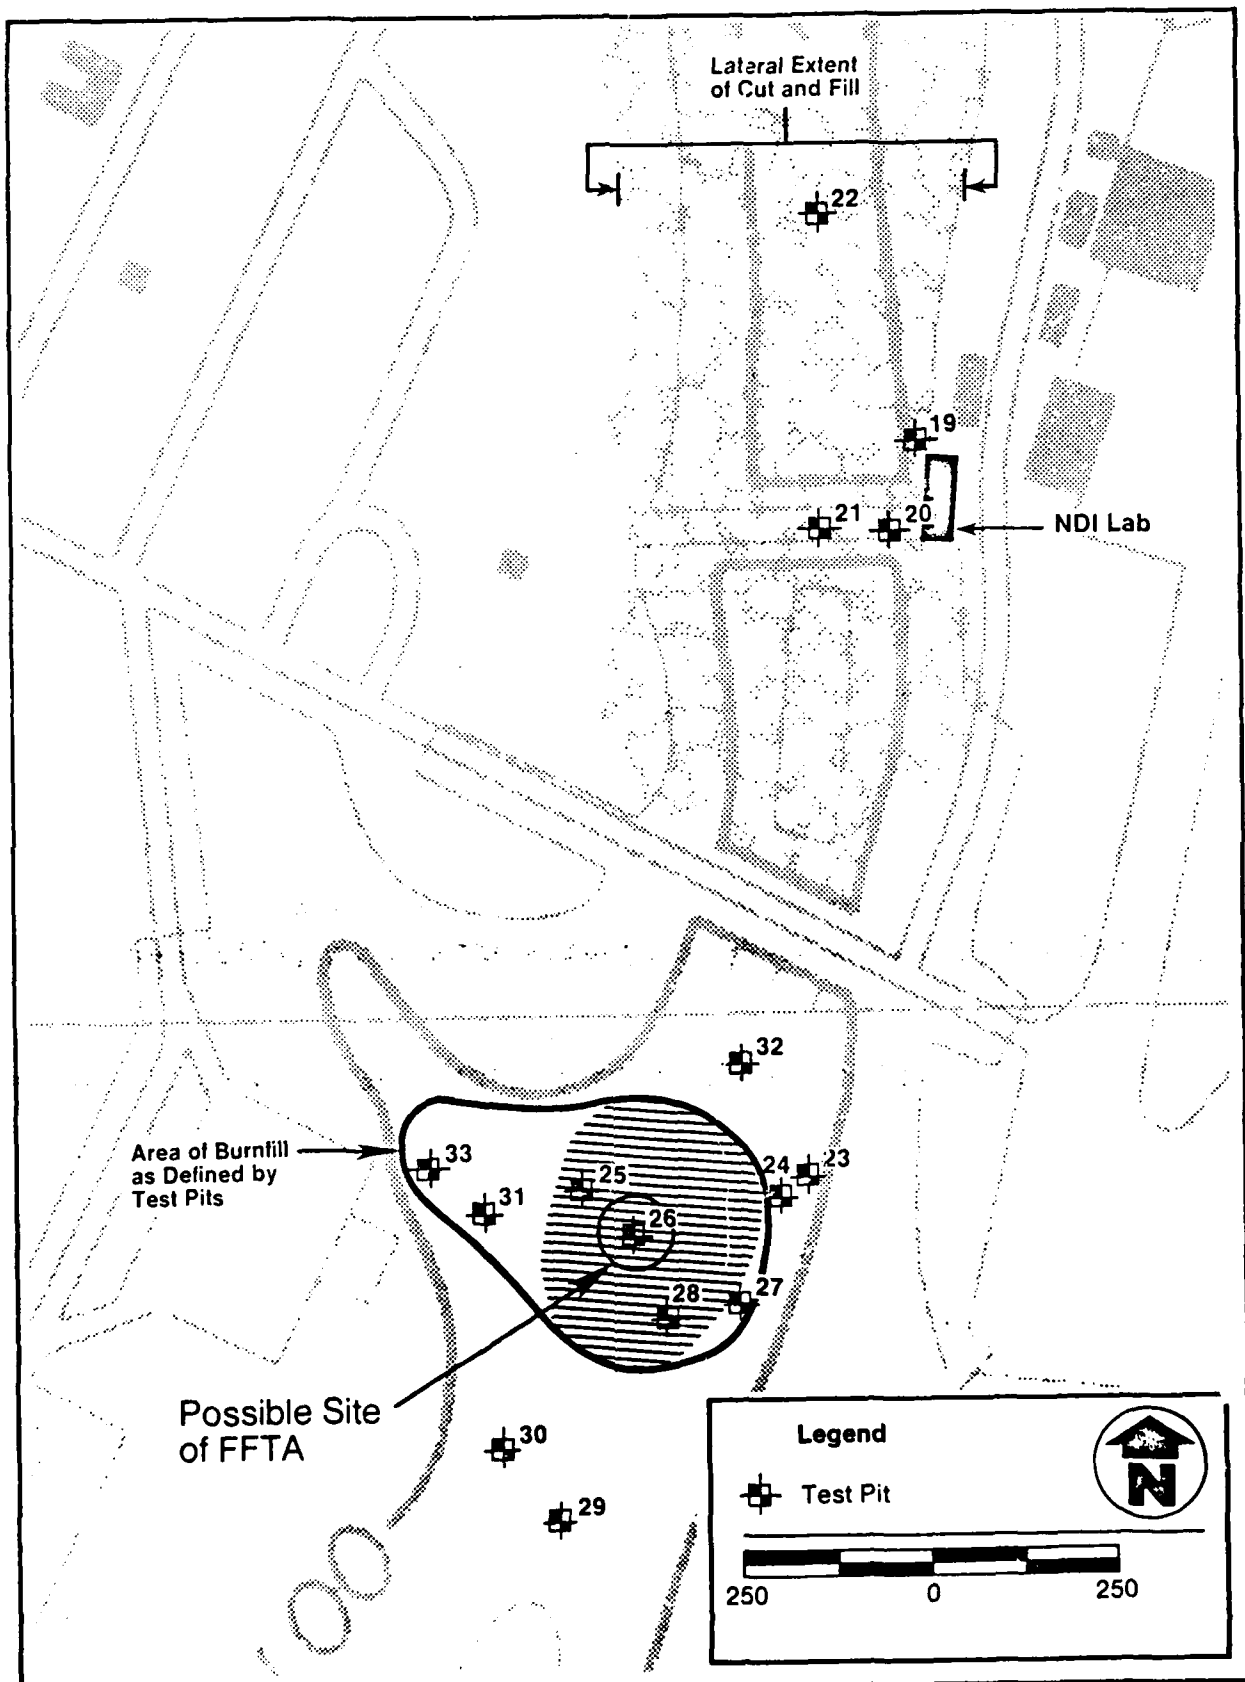 Lateral Extent
of Cut and Fill
22
19
21
20
NDI Lab
32
Area of Burnfill
as Defined by
Test Pits
33
31
25
26
24
23
28
27
Possible Site
of FFTA
30
29
Legend
Test Pit
N
250
0
250